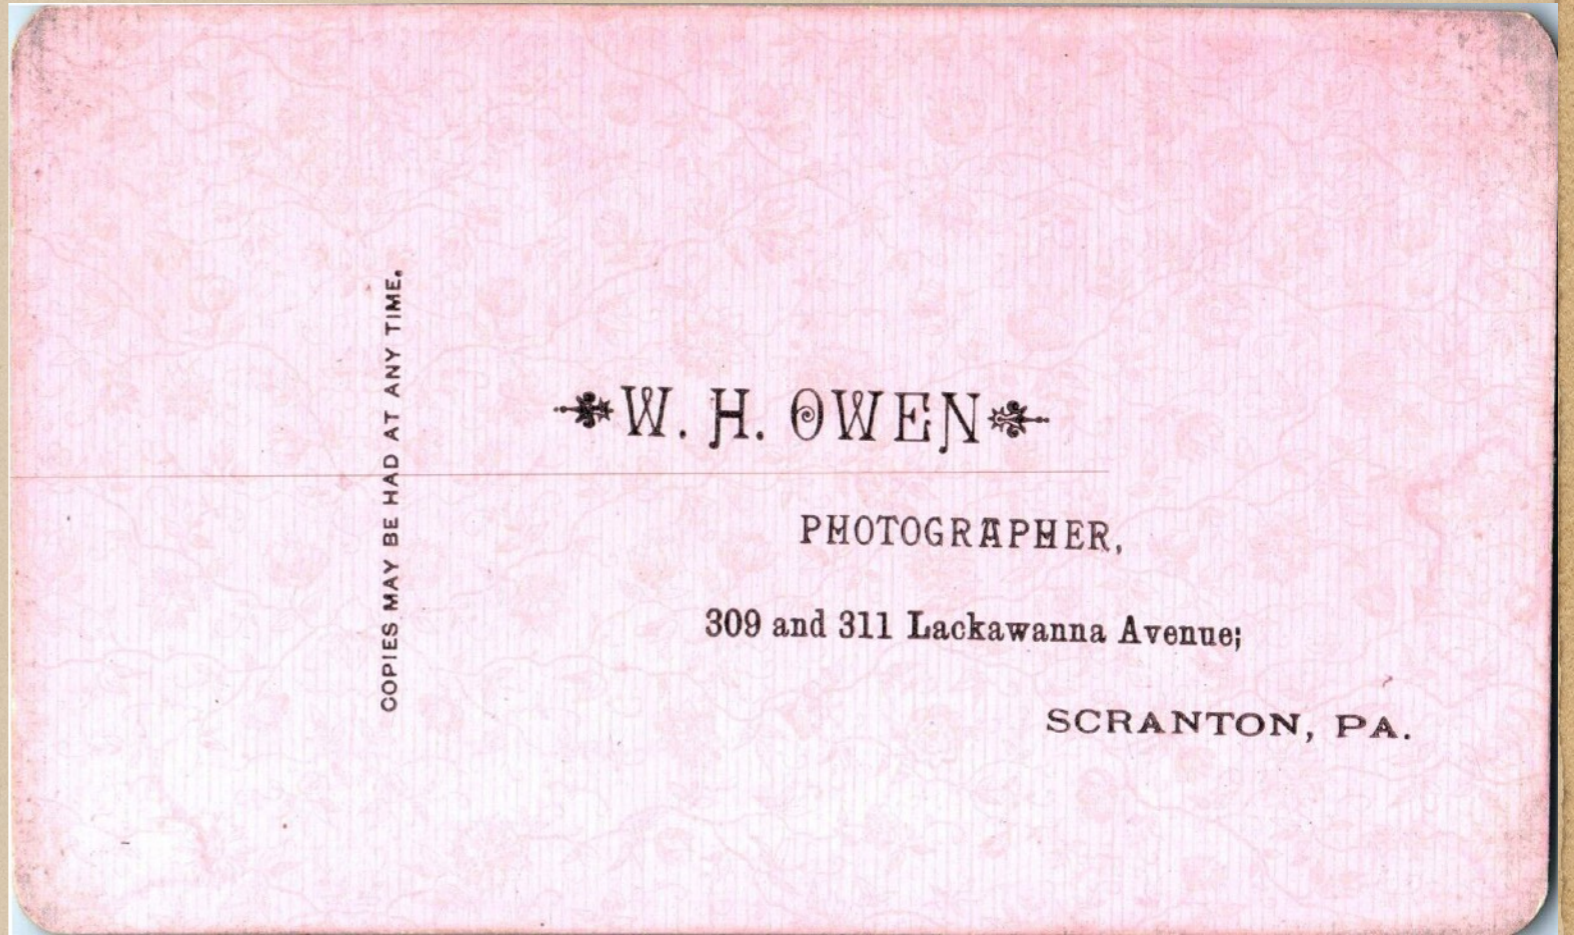 COPIES MAY BE HAD AT ANY TIME.
W. H. OWEN
PHOTOGRAPHER,
309 and 311 Lackawanna Avenue;
SCRANTON, PA.